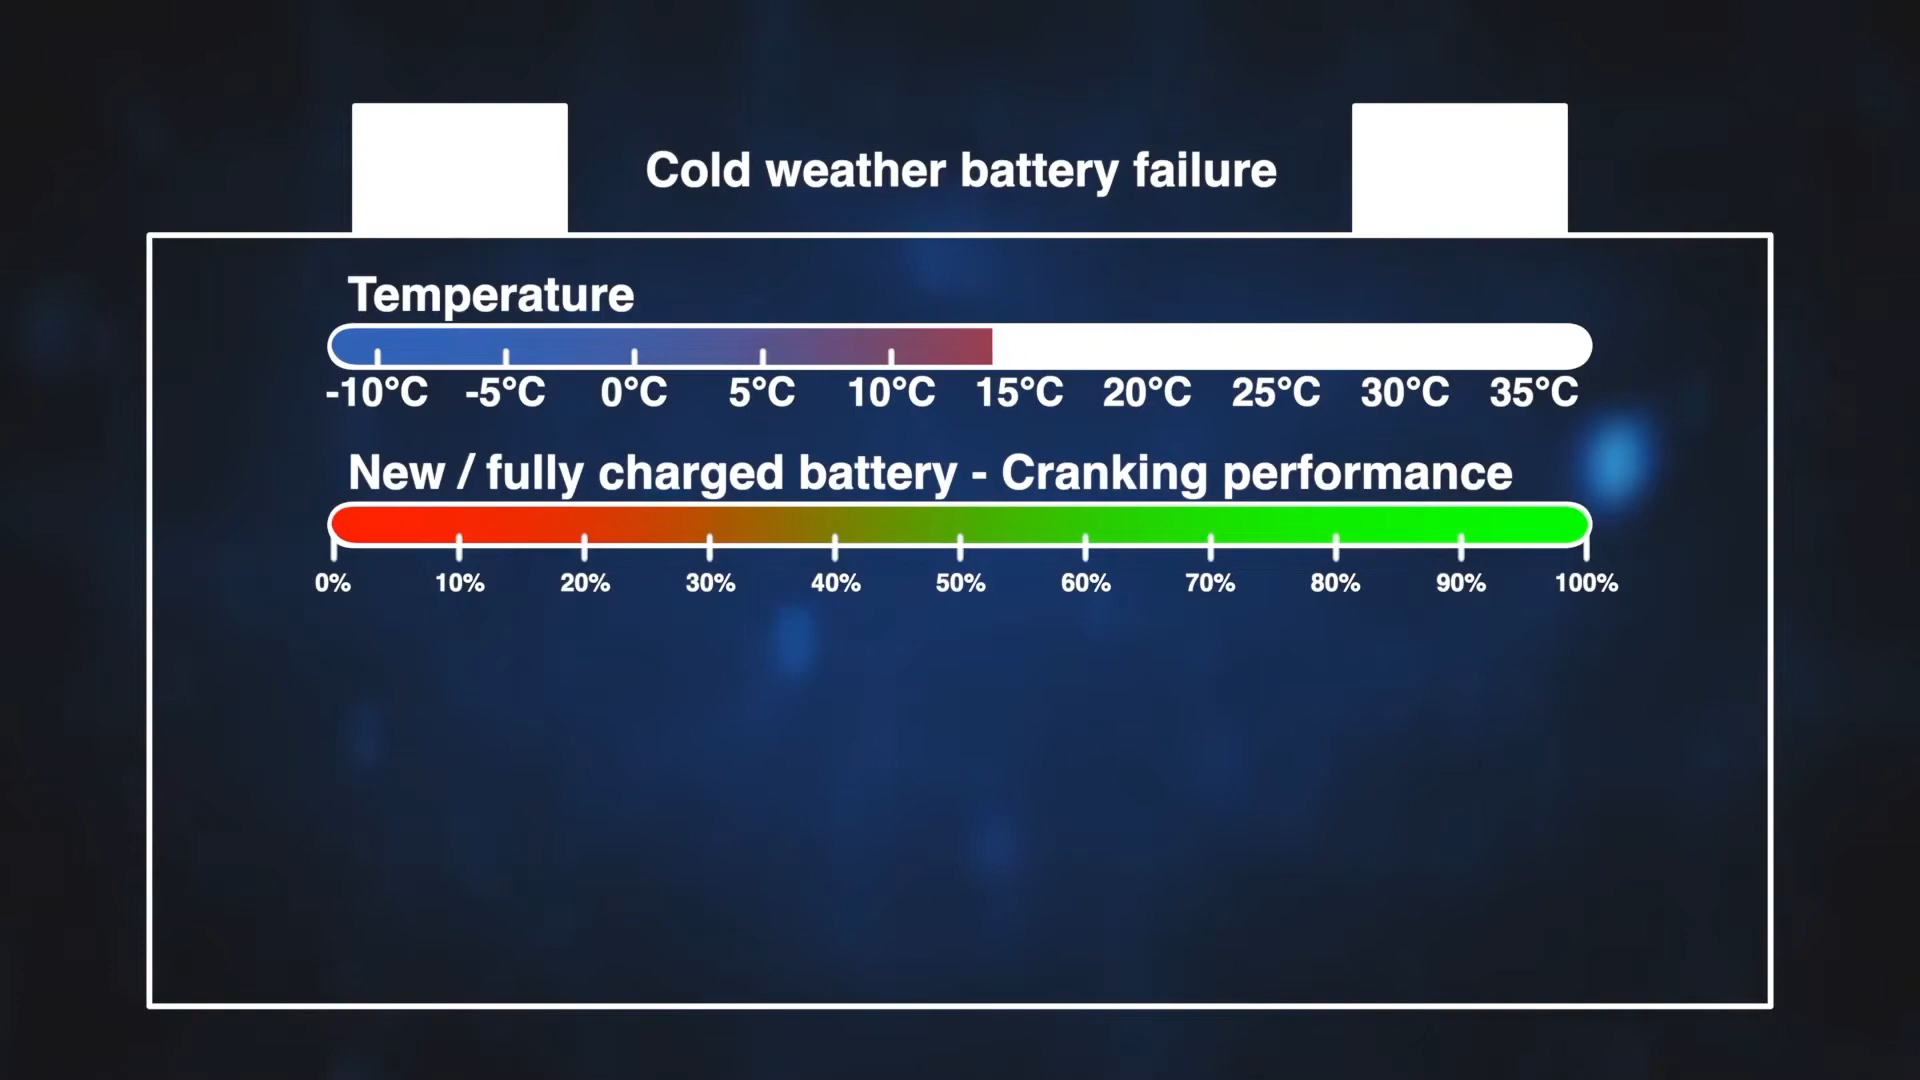 Cold weather battery failure
Temperature
-10°C -5°C 0°C 5°C 10°C 15°C 20°C 25°C 30°C 35°C
New / fully charged battery - Cranking performance
0% 10% 20% 30% 40% 50% 60% 70% 80% 90% 100%